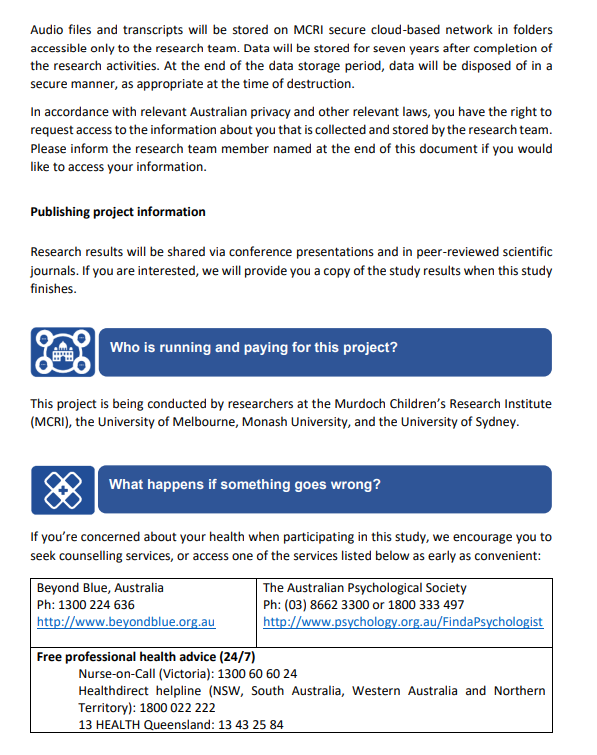 Audio files and transcripts will be stored on MCRI secure cloud-based network in folders
accessible only to the research team. Data will be stored for seven years after completion of
the research activities. At the end of the data storage period, data will be disposed of in a
secure manner, as appropriate at the time of destruction.
In accordance with relevant Australian privacy and other relevant laws, you have the right to
request access to the information about you that is collected and stored by the research team.
Please inform the research team member named at the end of this document if you would
like to access your information.
Publishing project information
Research results will be shared via conference presentations and in peer-reviewed scientific
journals. If you are interested, we will provide you a copy of the study results when this study
finishes.
Who is running and paying for this project?
This project is being conducted by researchers at the Murdoch Children’s Research Institute
(MCRI), the University of Melbourne, Monash University, and the University of Sydney.
What happens if something goes wrong?
If you’re concerned about your health when participating in this study, we encourage you to
seek counselling services, or access one of the services listed below as early as convenient:
Beyond Blue, Australia
Ph: 1300 224 636
http://www.beyondblue.org.au
The Australian Psychological Society
Ph: (03) 8662 3300 or 1800 333 497
http://www.psychology.org.au/FindaPsychologist
Free professional health advice (24/7)
Nurse-on-Call (Victoria): 1300 60 60 24
Healthdirect helpline (NSW, South Australia, Western Australia and Northern
Territory): 1800 022 222
13 HEALTH Queensland: 13 43 25 84